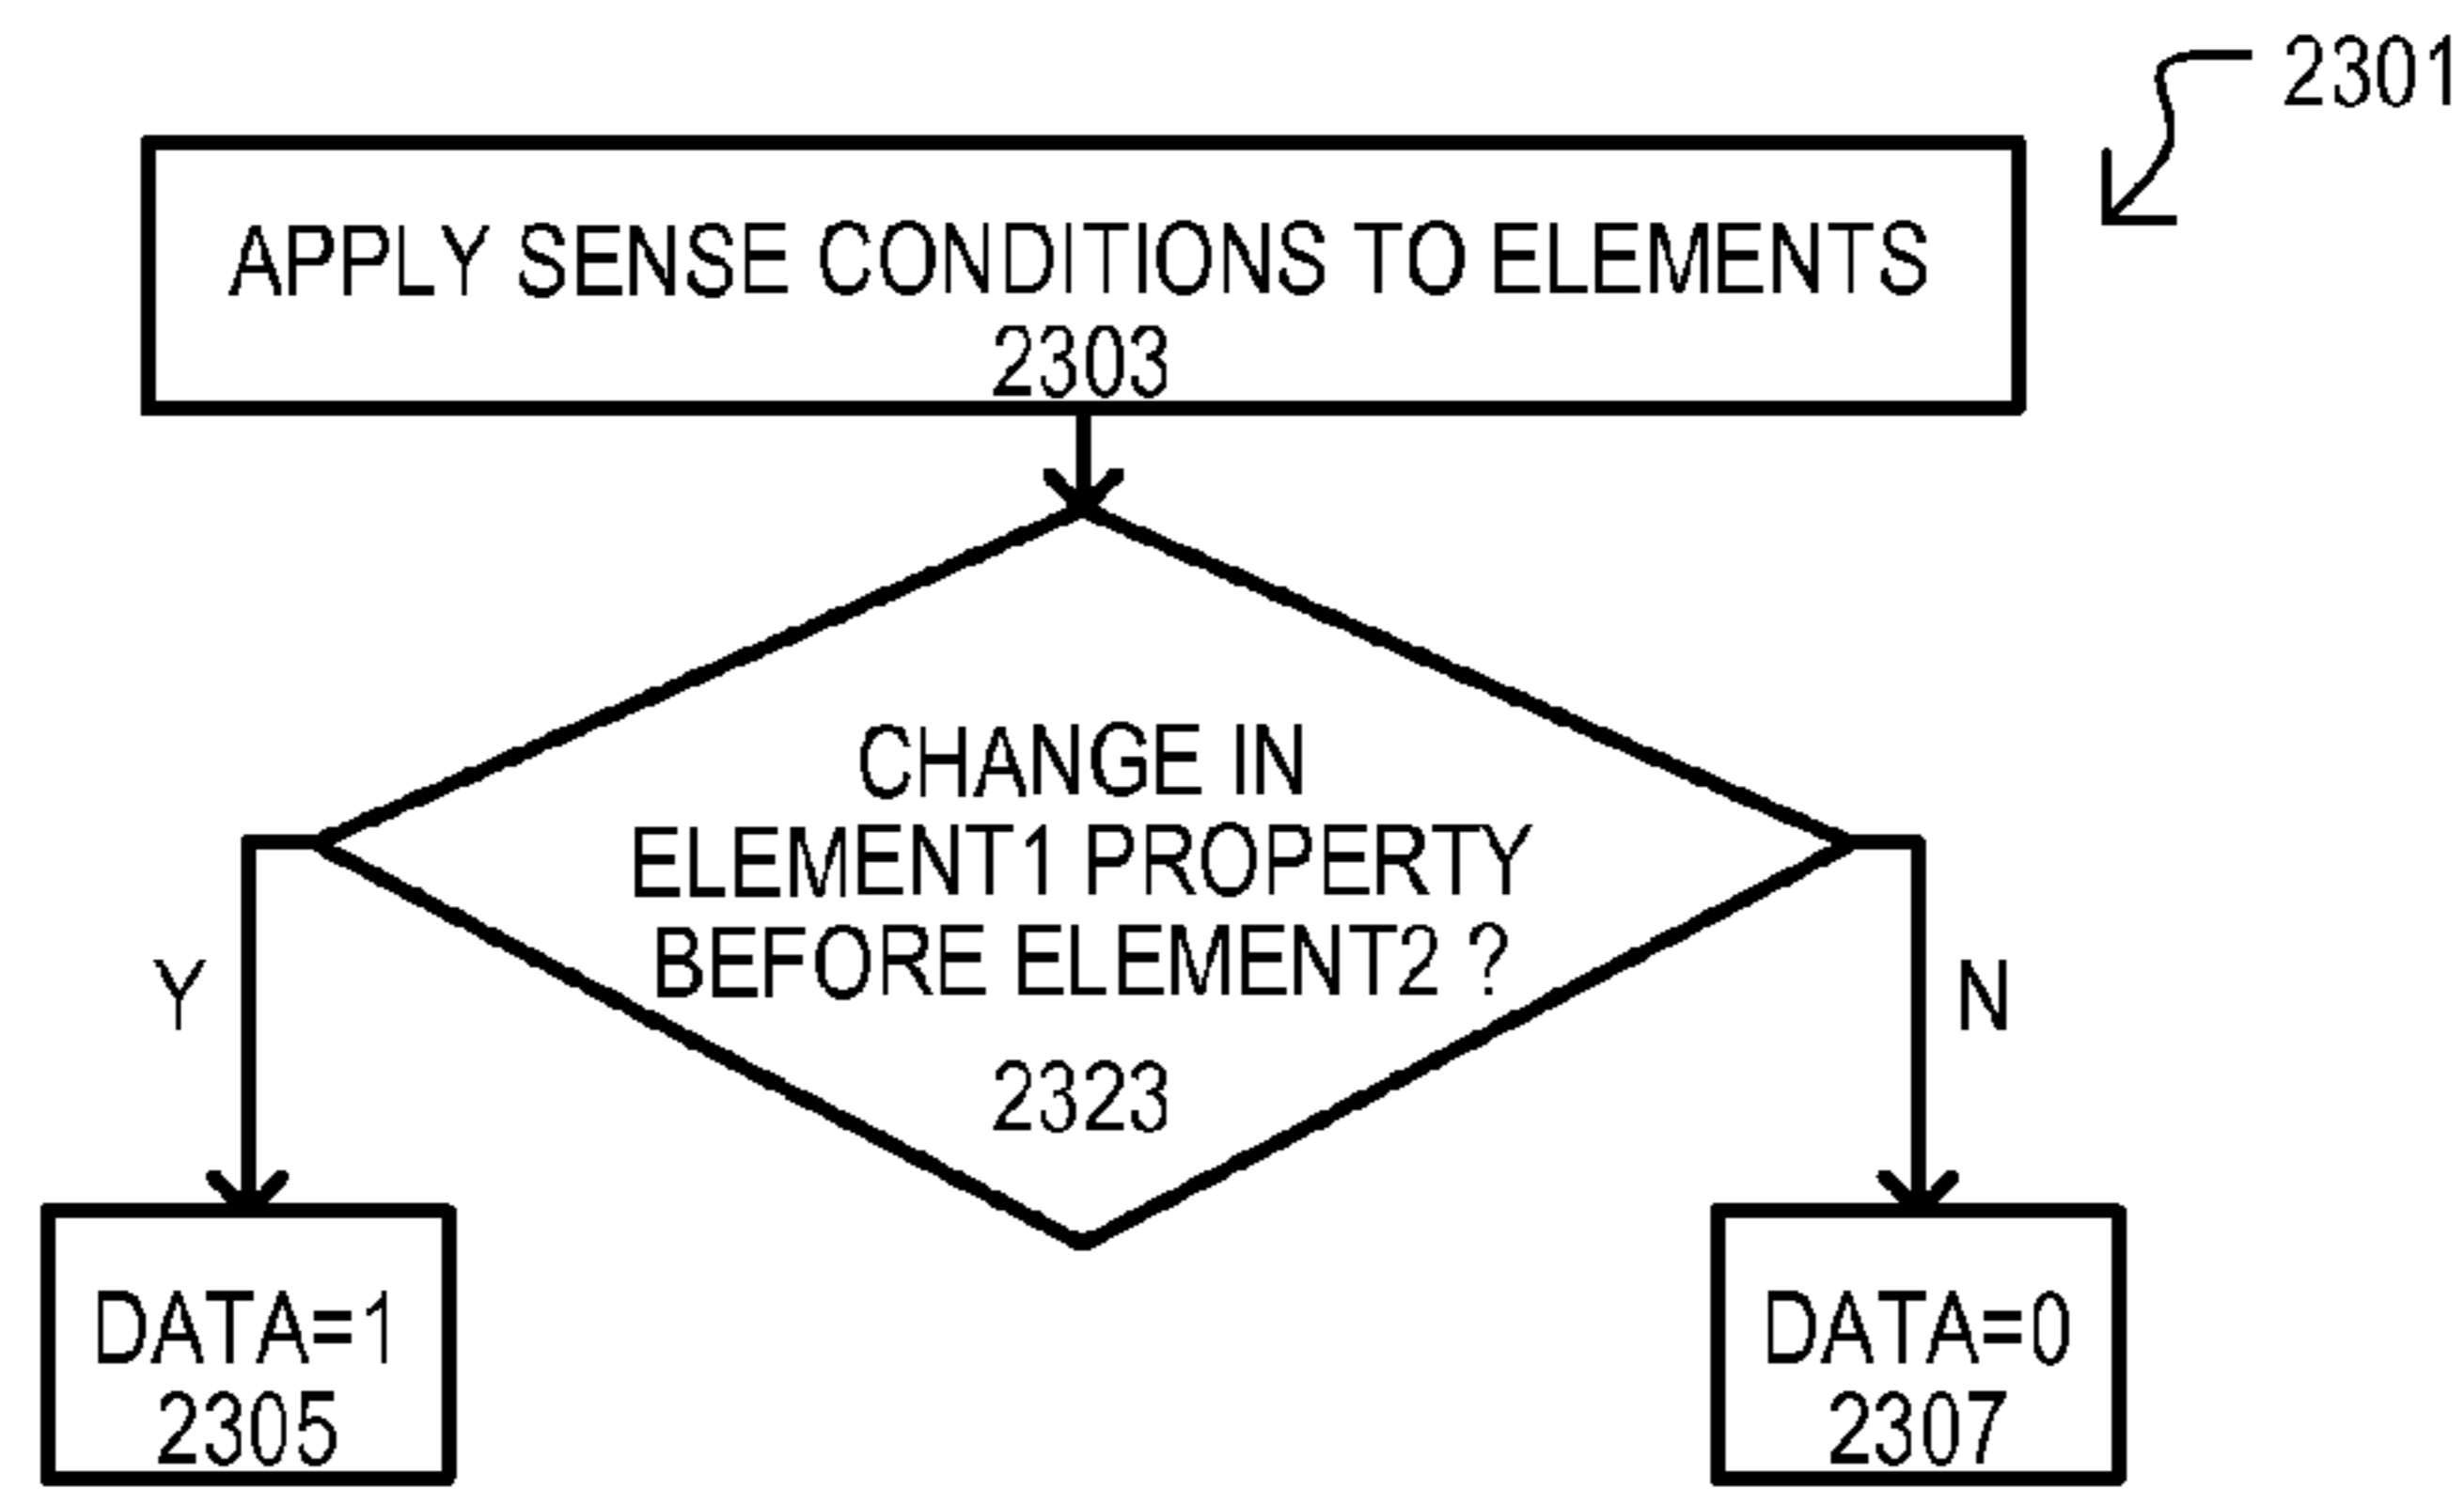 2301
APPLY SENSE CONDITIONS TO ELEMENTS
2303
CHANGE IN
ELEMENT1 PROPERTY
BEFORE ELEMENT2 ?
2323
Y
N
DATA=1
2305
DATA=0
2307